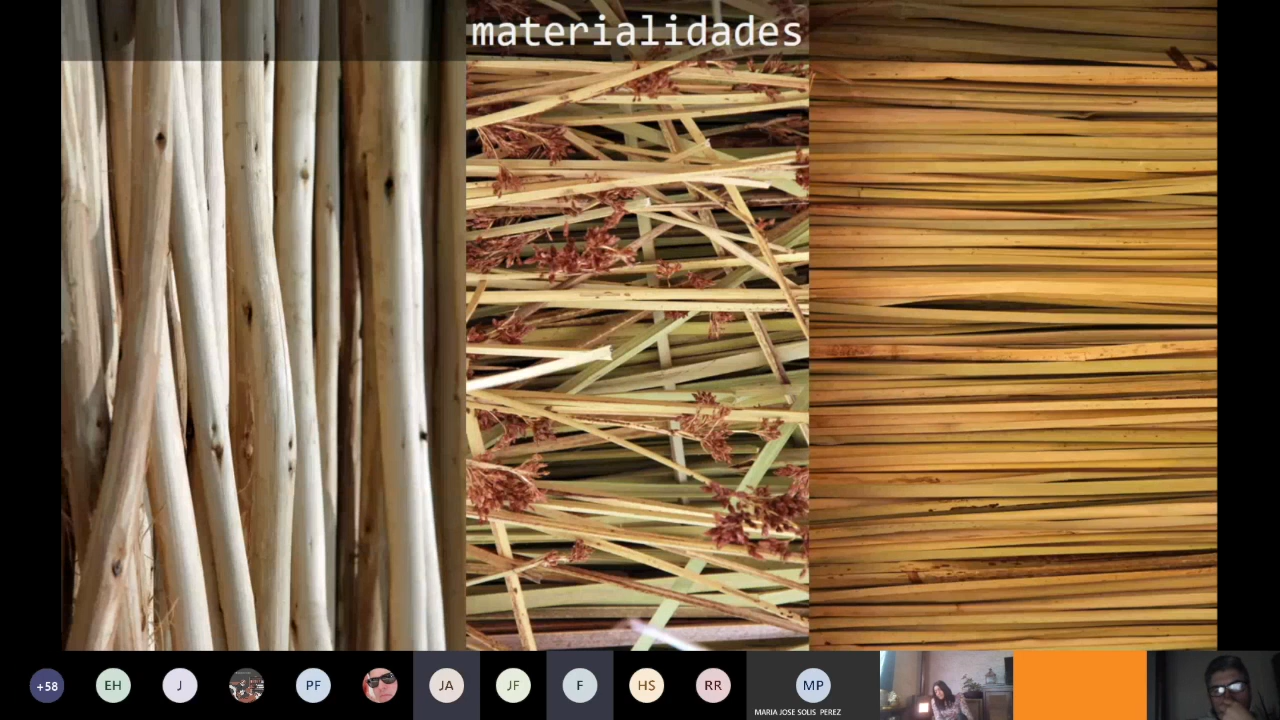 materialidades
+58
EH
J
PF
JA
JF
F
HS
RR
MP
MARIA JOSE SOLIS PEREZ